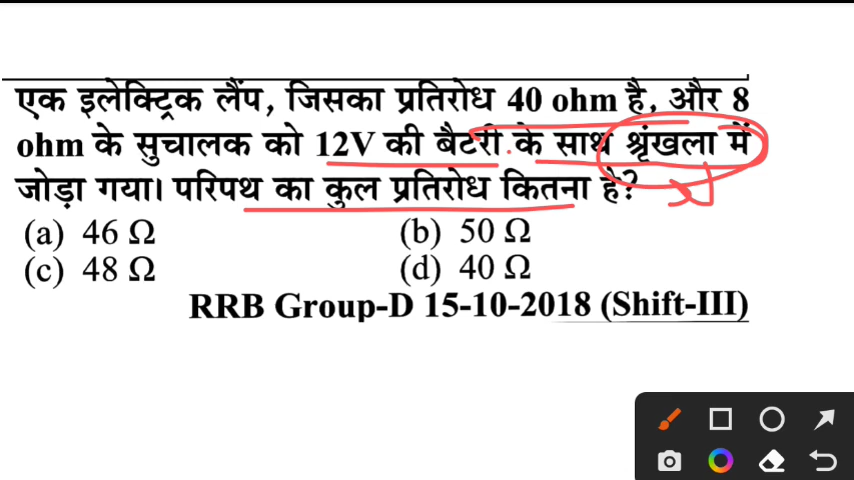 एक इलेक्ट्रिक लैंप, जिसका प्रतिरोध 40 ohm है, और 8
ohm के सुचालक को 12V की बैटरी के साथ श्रृंखला में
जोड़ा गया। परिपथ का कुल प्रतिरोध कितना है?
(a) 46 Ω (b) 50 Ω
(c) 48 Ω (d) 40 Ω
RRB Group-D 15-10-2018 (Shift-III)